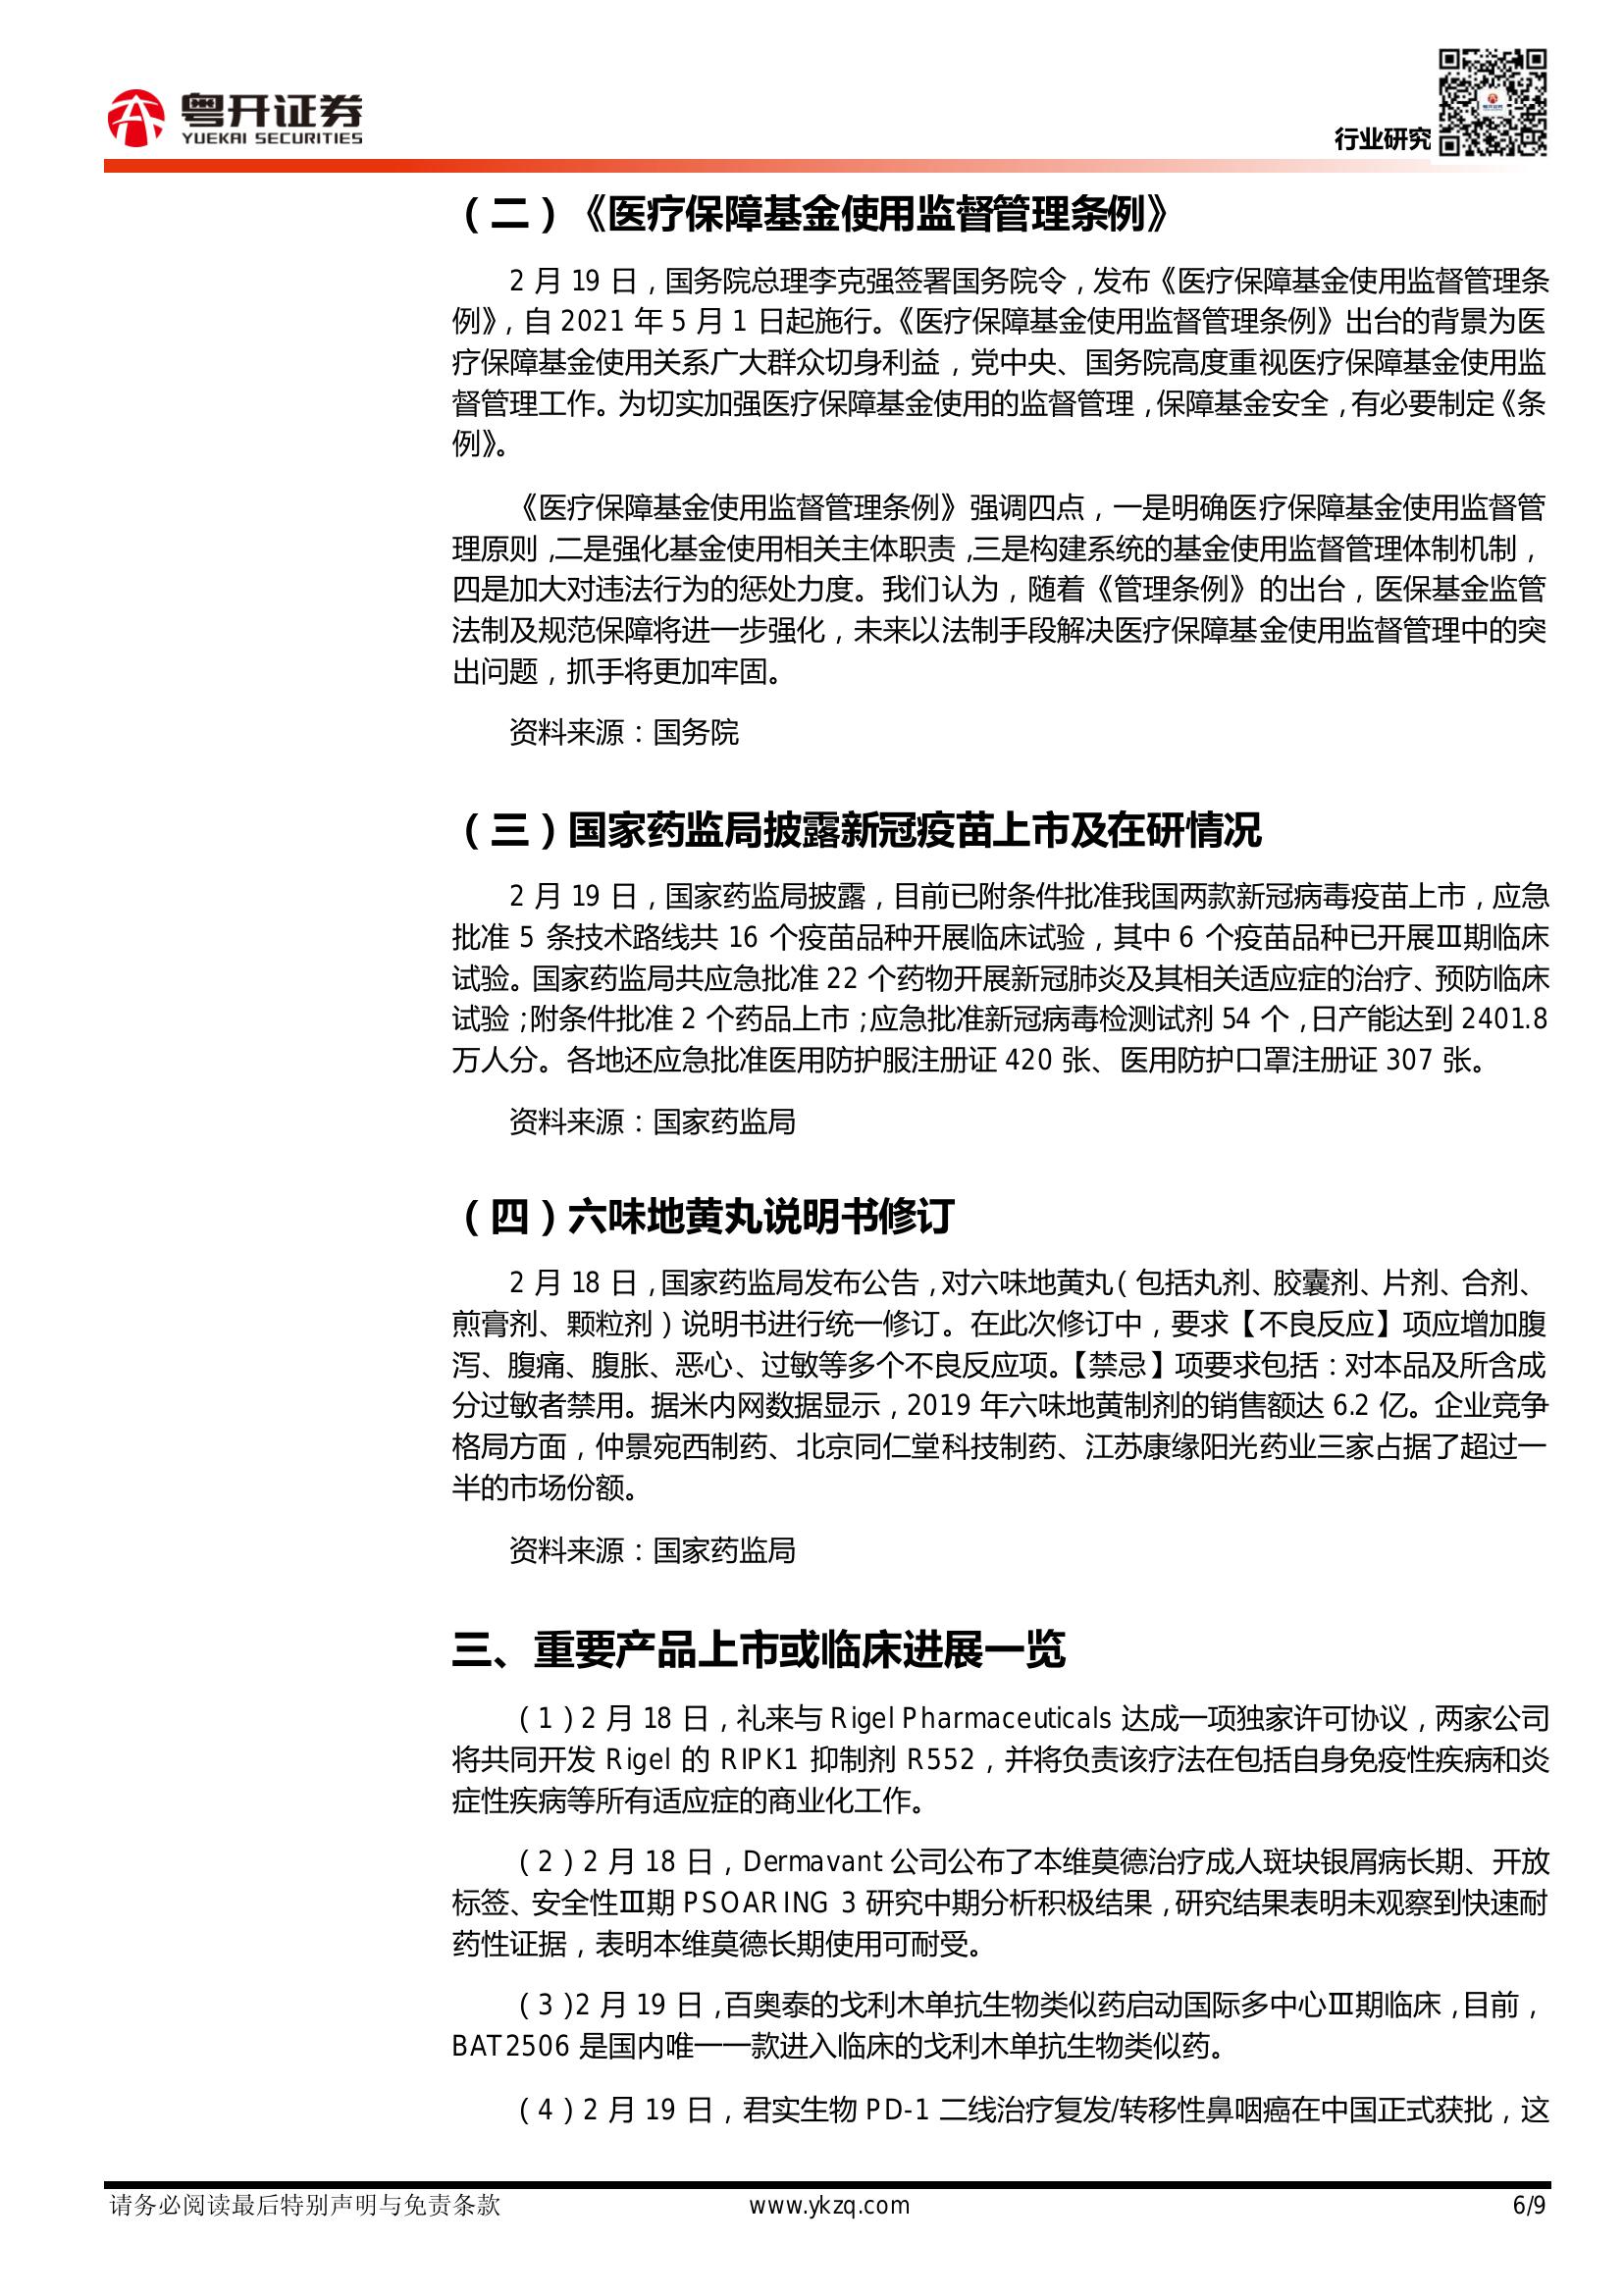 粤开证券
YUEKAI SECURITIES
行业研究
（二）《医疗保障基金使用监督管理条例》
2 月 19 日，国务院总理李克强签署国务院令，发布《医疗保障基金使用监督管理条
例》，自 2021 年 5 月 1 日起施行。《医疗保障基金使用监督管理条例》出台的背景为医
疗保障基金使用关系广大群众切身利益，党中央、国务院高度重视医疗保障基金使用监
督管理工作。为切实加强医疗保障基金使用的监督管理，保障基金安全，有必要制定《条
例》。
《医疗保障基金使用监督管理条例》强调四点，一是明确医疗保障基金使用监督管
理原则，二是强化基金使用相关主体职责，三是构建系统的基金使用监督管理体制机制，
四是加大对违法行为的惩处力度。我们认为，随着《管理条例》的出台，医保基金监管
法制及规范保障将进一步强化，未来以法制手段解决医疗保障基金使用监督管理中的突
出问题，抓手将更加牢固。
资料来源：国务院
（三）国家药监局披露新冠疫苗上市及在研情况
2 月 19 日，国家药监局披露，目前已附条件批准我国两款新冠病毒疫苗上市，应急
批准 5 条技术路线共 16 个疫苗品种开展临床试验，其中 6 个疫苗品种已开展Ⅲ期临床
试验。国家药监局共应急批准 22 个药物开展新冠肺炎及其相关适应症的治疗、预防临床
试验；附条件批准 2 个药品上市；应急批准新冠病毒检测试剂 54 个，日产能达到 2401.8
万人分。各地还应急批准医用防护服注册证 420 张、医用防护口罩注册证 307 张。
资料来源：国家药监局
（四）六味地黄丸说明书修订
2 月 18 日，国家药监局发布公告，对六味地黄丸（包括丸剂、胶囊剂、片剂、合剂、
煎膏剂、颗粒剂）说明书进行统一修订。在此次修订中，要求【不良反应】项应增加腹
泻、腹痛、腹胀、恶心、过敏等多个不良反应项。【禁忌】项要求包括：对本品及所含成
分过敏者禁用。据米内网数据显示，2019 年六味地黄制剂的销售额达 6.2 亿。企业竞争
格局方面，仲景宛西制药、北京同仁堂科技制药、江苏康缘阳光药业三家占据了超过一
半的市场份额。
资料来源：国家药监局
三、重要产品上市或临床进展一览
（1）2 月 18 日，礼来与 Rigel Pharmaceuticals 达成一项独家许可协议，两家公司
将共同开发 Rigel 的 RIPK1 抑制剂 R552，并将负责该疗法在包括自身免疫性疾病和炎
症性疾病等所有适应症的商业化工作。
（2）2 月 18 日，Dermavant 公司公布了本维莫德治疗成人斑块银屑病长期、开放
标签、安全性Ⅲ期 PSOARING 3 研究中期分析积极结果，研究结果表明未观察到快速耐
药性证据，表明本维莫德长期使用可耐受。
（3）2 月 19 日，百奥泰的戈利木单抗生物类似药启动国际多中心Ⅲ期临床，目前，
BAT2506 是国内唯一一款进入临床的戈利木单抗生物类似药。
（4）2 月 19 日，君实生物 PD-1 二线治疗复发/转移性鼻咽癌在中国正式获批，这
请务必阅读最后特别声明与免责条款 www.ykzq.com 6/9